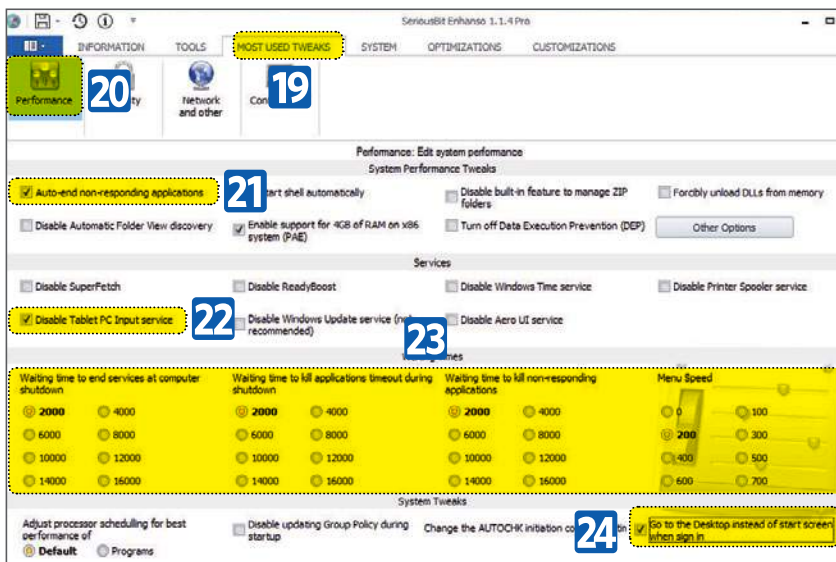 SeriousBit Enhanso 1.1.4 Pro
INFORMATION TOOLS MOST USED TWEAKS SYSTEM OPTIMIZATIONS CUSTOMIZATIONS
20 19
Performance ty Network and other Con
Performance: Edit system performance
System Performance Tweaks
Auto-end non-responding applications 21 tart shell automatically Disable built-in feature to manage ZIP folders Forcibly unload DLLs from memory
Disable Automatic Folder View discovery Enable support for 4GB of RAM on x86 system (PAE) Turn off Data Execution Prevention (DEP) Other Options
Services
Disable SuperFetch Disable ReadyBoost Disable Windows Time service Disable Printer Spooler service
Disable Tablet PC Input service 22 Disable Windows Update service (not recommended) Disable Aero UI service
23
Waiting time to end services at computer shutdown Waiting time to kill applications timeout during shutdown Waiting time to kill non-responding applications Menu Speed
2000 4000 2000 4000 2000 4000 0 100
6000 8000 6000 8000 6000 8000 200 300
10000 12000 10000 12000 10000 12000 400 500
14000 16000 14000 16000 14000 16000 600 700
System Tweaks
Adjust processor scheduling for best performance of Disable updating Group Policy during startup Change the AUTOCHK initiation co 24 Go to the Desktop instead of start screen when sign in
Default Programs